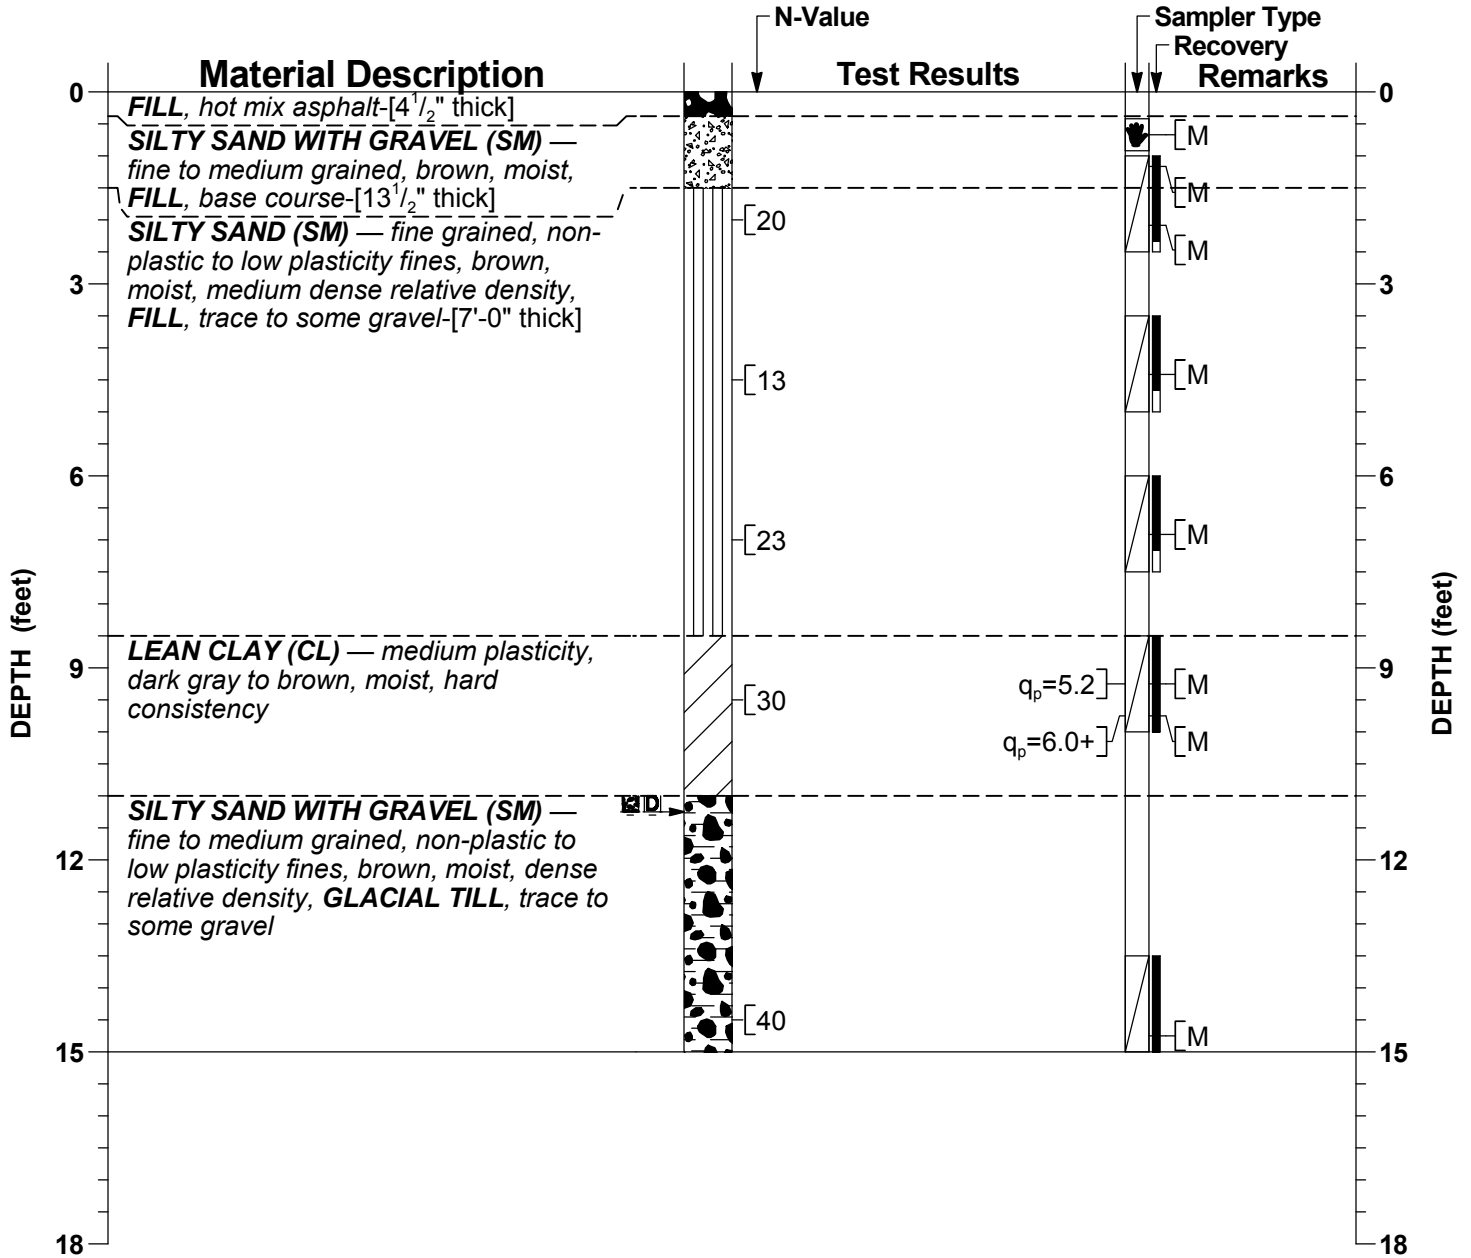 N-Value
Sampler Type
Recovery
Material Description
Test Results
Remarks
0
0
FILL, hot mix asphalt-[4 1/2" thick]
SILTY SAND WITH GRAVEL (SM) —
fine to medium grained, brown, moist,
FILL, base course-[13 1/2" thick]
[M
[M
SILTY SAND (SM) — fine grained, non-
plastic to low plasticity fines, brown,
moist, medium dense relative density,
FILL, trace to some gravel-[7'-0" thick]
[20
[M
3
3
[13
[M
6
6
[23
[M
DEPTH (feet)
DEPTH (feet)
LEAN CLAY (CL) — medium plasticity,
dark gray to brown, moist, hard
consistency
9
9
[30
qp=5.2]
[M
qp=6.0+]
[M
SILTY SAND WITH GRAVEL (SM) —
fine to medium grained, non-plastic to
low plasticity fines, brown, moist, dense
relative density, GLACIAL TILL, trace to
some gravel
12
12
[40
[M
15
15
18
18